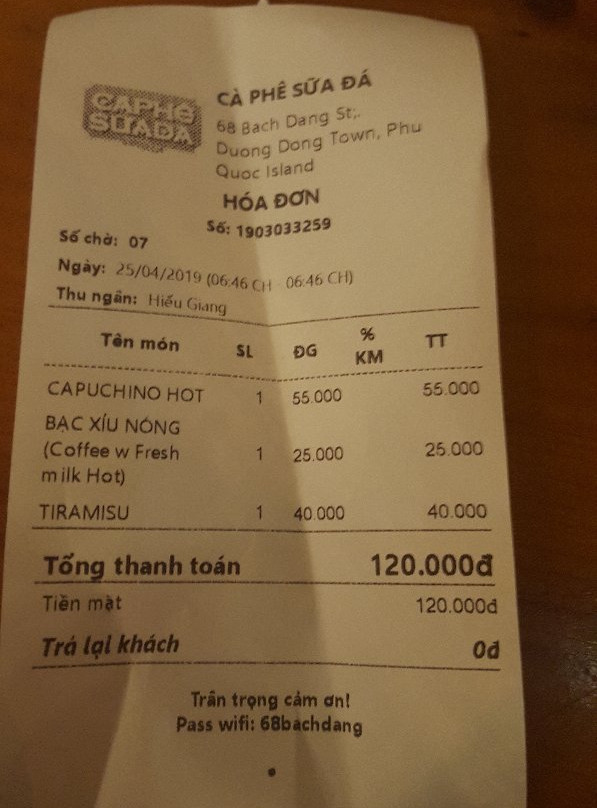 CAPHÊ
SỮAĐÁ
CÀ PHÊ SỮA ĐÁ
68 Bach Dang St;.
Duong Dong Town, Phu
Quoc Island
HÓA ĐƠN
Số: 1903033259
Số chờ: 07
Ngày: 25/04/2019 (06:46 CH - 06:46 CH)
Thu ngân: Hiếu Giang
Tên món SL ĐG % KM TT
CAPUCHINO HOT 1 55.000 55.000
BẠC XÍU NÓNG
(Coffee w Fresh 1 25.000 25.000
milk Hot)
TIRAMISU 1 40.000 40.000
Tổng thanh toán 120.000đ
Tiền mặt 120.000đ
Trả lại khách 0đ
Trân trọng cảm ơn!
Pass wifi: 68bachdang